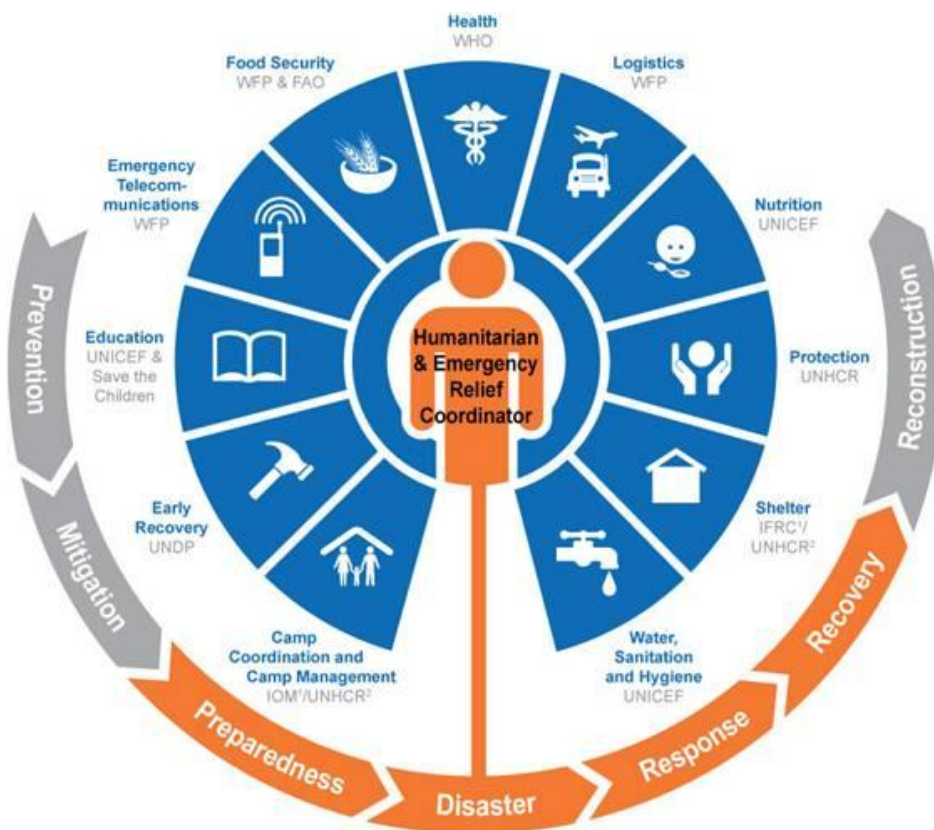 Health
WHO
Food Security
WFP & FAO
Logistics
WFP
Emergency
Telecom-
munications
WFP
Nutrition
UNICEF
Education
UNICEF &
Save the
Children
Protection
UNHCR
Humanitarian
& Emergency
Relief
Coordinator
Early
Recovery
UNDP
Shelter
IFRC¹/
UNHCR²
Camp
Coordination and
Camp Management
IOM¹/UNHCR²
Water,
Sanitation
and Hygiene
UNICEF
Prevention
Mitigation
Preparedness
Disaster
Response
Recovery
Reconstruction